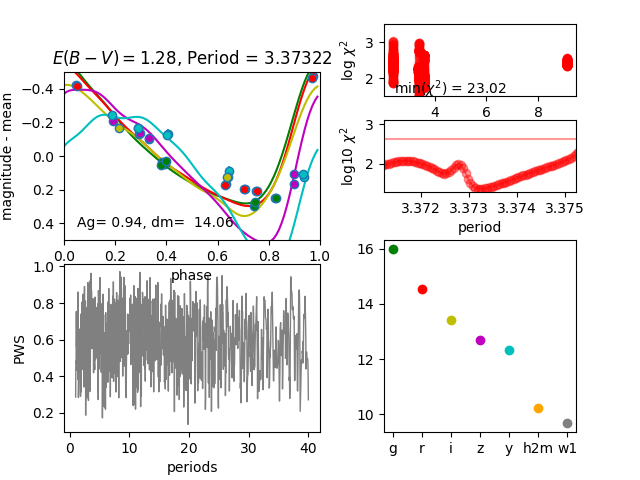 E(B − V) = 1.28, Period = 3.37322
magnitude - mean
−0.4
−0.2
0.0
0.2
0.4
Ag= 0.94, dm=  14.06
0.0 0.2 0.4 0.6 0.8 1.0
phase
log χ²
3
2
min(χ²) = 23.02
4 6 8
log10 χ²
3
2
3.372 3.373 3.374 3.375
period
PWS
1.0
0.8
0.6
0.4
0.2
0 10 20 30 40
periods
16
14
12
10
g r i z y h2m w1